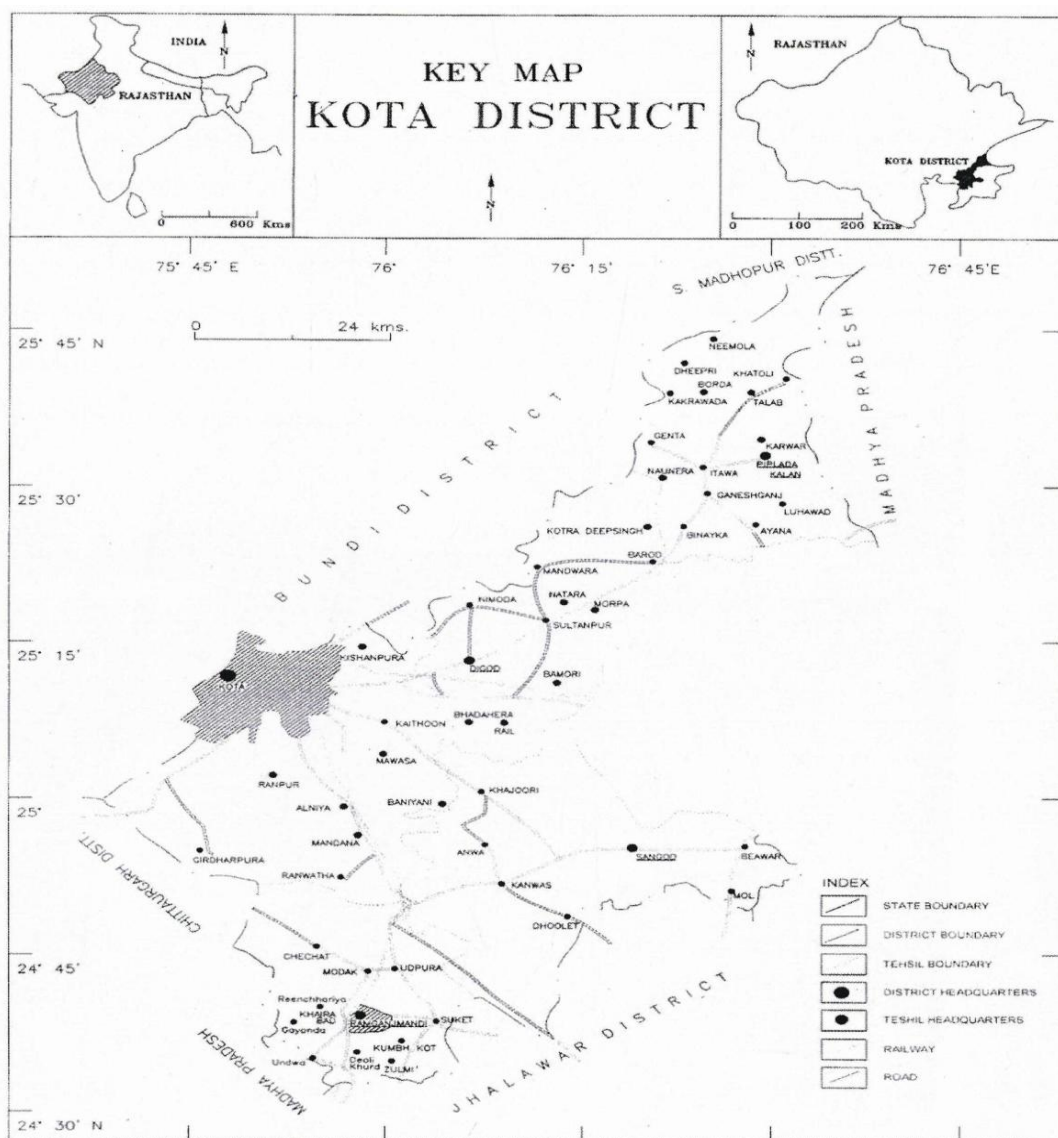 INDIA
N
RAJASTHAN
0 600 Kms
KEY MAP
KOTA DISTRICT
N
RAJASTHAN
N
KOTA DISTRICT
0 100 200 Kms
75° 45' E
76°
76° 15'
76° 45'E
S. MADHOPUR DISTT.
0 24 kms.
25° 45' N
NEEMOLA
DHEEPRI
KHATOLI
BORDA
KAKRAWADA
TALAB
MADHYA PRADESH
GENTA
KARWAR
ITAWA
PIPLADA
KALAN
NAUNERA
25° 30'
GANESHGANJ
LUHAWAD
KOTRA DEEPSINGH
BINAYKA
AYANA
BUNDI DISTRICT
BAROD
MANDWARA
NATARA
NIMODA
MORPA
SULTANPUR
25° 15'
KISHANPURA
DIGOD
KOTA
BAMORI
BHADAHERA
KAITHOON
RAIL
MAWASA
RANPUR
KHAJOORI
25°
ALNIYA
BANIYANI
MANDANA
ANWA
GIRDHARPURA
SANGOD
BEAWAR
RANWATHA
KANWAS
MOL
CHITTAURGARH DISTT.
DHOOLET
CHECHAT
24° 45'
MODAK
UDPURA
Reenchhariya
KHAIRA
BAD
RAMGANJMANDI
SUKET
Gayonda
KUMBH KOT
Undwa
Deoli
Khurd
ZULMI
MADHYA PRADESH
JHALAWAR DISTRICT
24° 30' N
INDEX
STATE BOUNDARY
DISTRICT BOUNDARY
TEHSIL BOUNDARY
DISTRICT HEADQUARTERS
TESHIL HEADQUARTERS
RAILWAY
ROAD